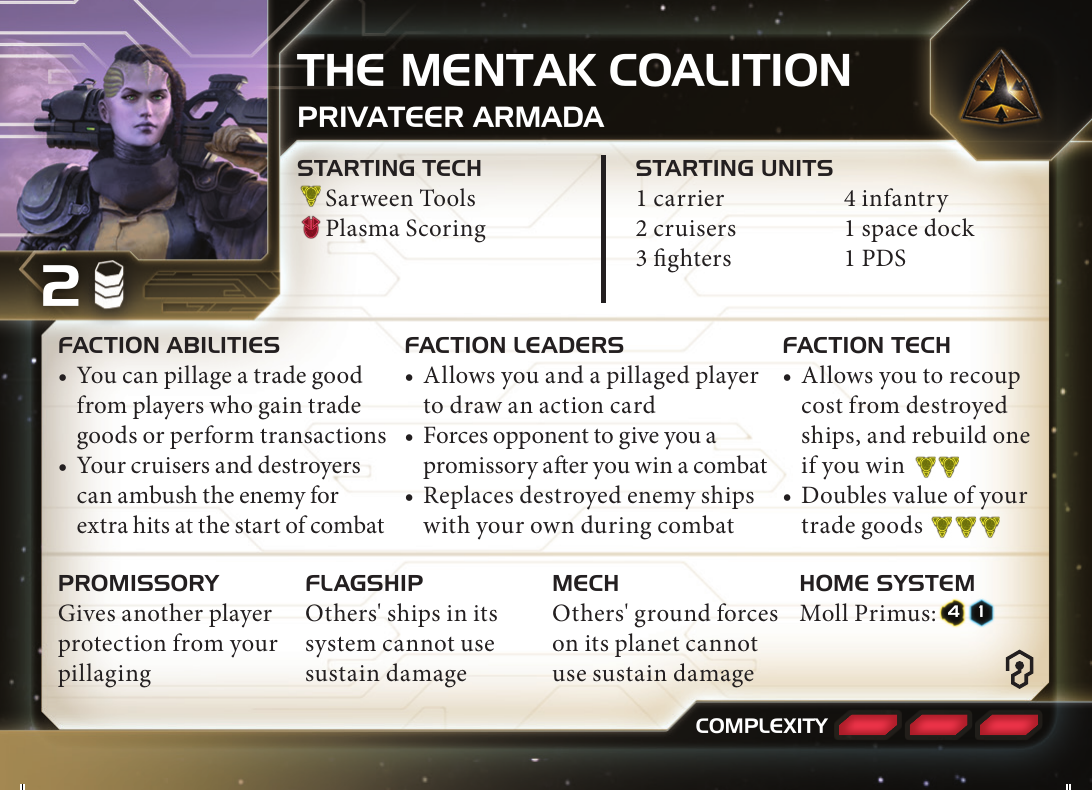 THE MENTAK COALITION
PRIVATEER ARMADA
2
STARTING TECH
Sarween Tools
Plasma Scoring
STARTING UNITS
1 carrier
2 cruisers
3 fighters
4 infantry
1 space dock
1 PDS
FACTION ABILITIES
• You can pillage a trade good
from players who gain trade
goods or perform transactions
• Your cruisers and destroyers
can ambush the enemy for
extra hits at the start of combat
FACTION LEADERS
• Allows you and a pillaged player
to draw an action card
• Forces opponent to give you a
promissory after you win a combat
• Replaces destroyed enemy ships
with your own during combat
FACTION TECH
• Allows you to recoup
cost from destroyed
ships, and rebuild one
if you win
• Doubles value of your
trade goods
PROMISSORY
Gives another player
protection from your
pillaging
FLAGSHIP
Others' ships in its
system cannot use
sustain damage
MECH
Others' ground forces
on its planet cannot
use sustain damage
HOME SYSTEM
Moll Primus: 4 1
COMPLEXITY